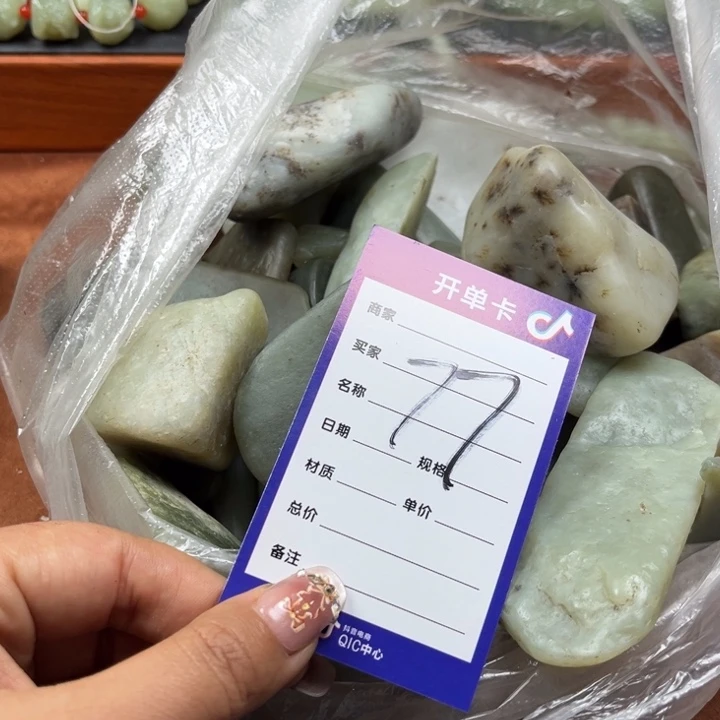 开单卡
商家
买家
77
名称
日期 规格
材质 单价
总价
备注
抖音电商
QIC中心